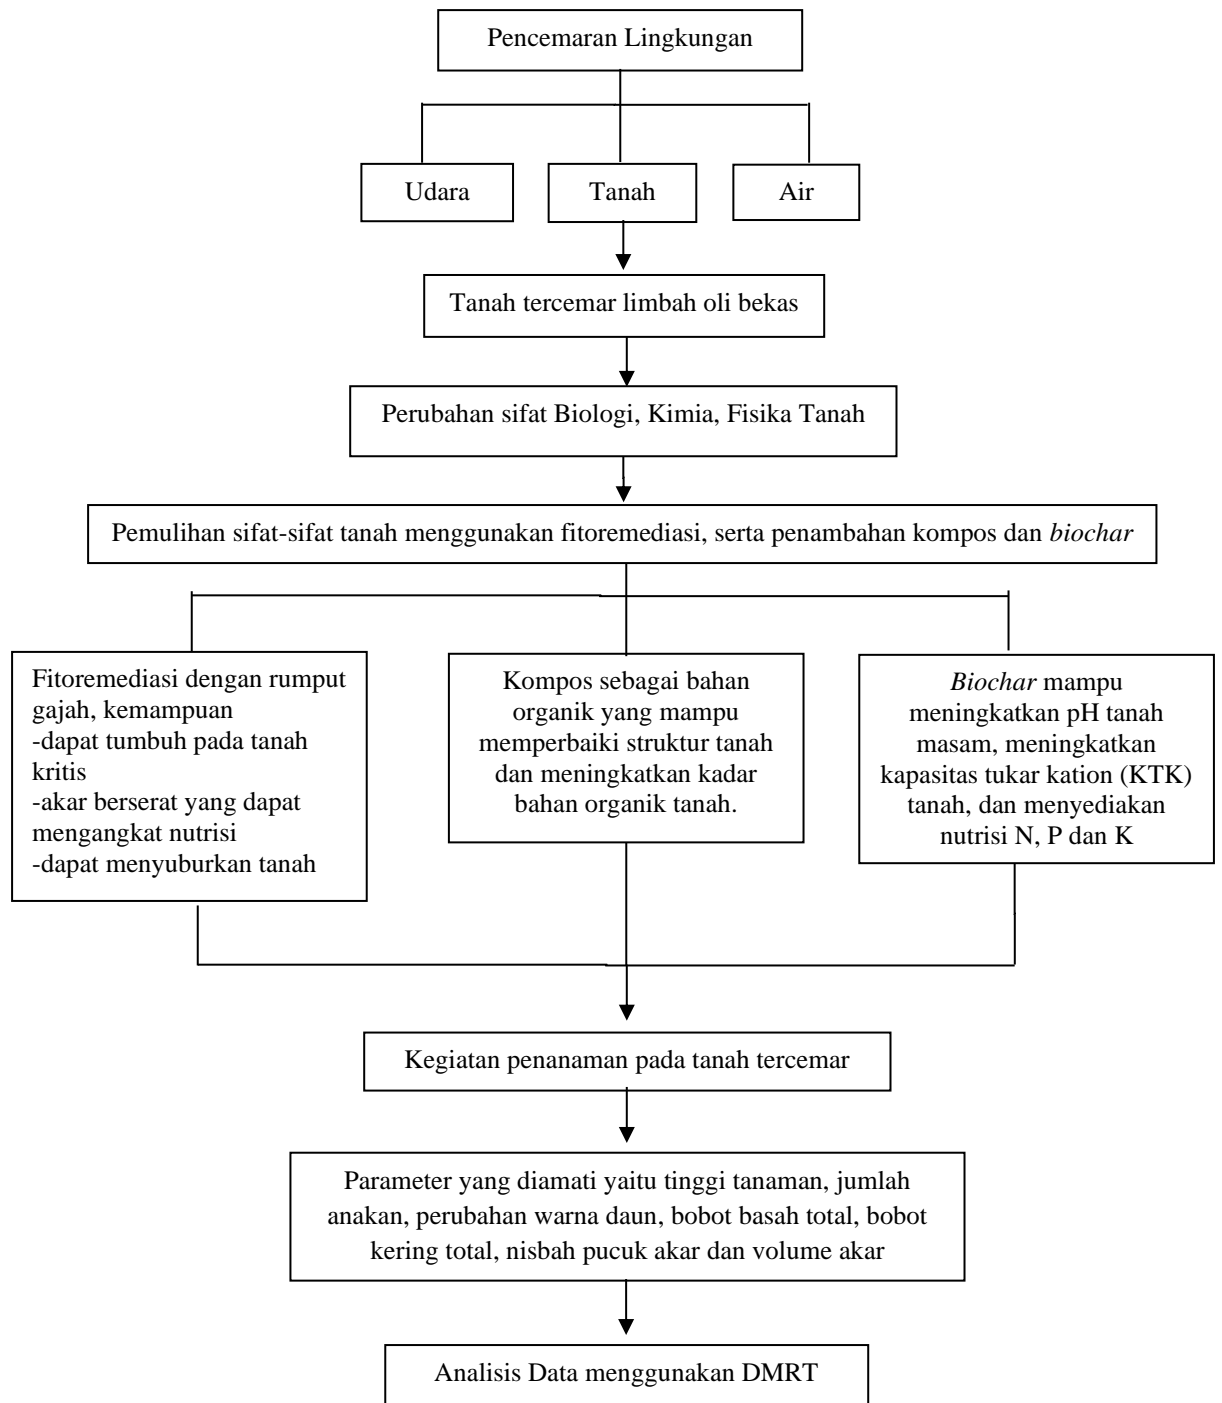 Pencemaran Lingkungan
Udara
Tanah
Air
Tanah tercemar limbah oli bekas
Perubahan sifat Biologi, Kimia, Fisika Tanah
Pemulihan sifat-sifat tanah menggunakan fitoremediasi, serta penambahan kompos dan biochar
Fitoremediasi dengan rumput
gajah, kemampuan
-dapat tumbuh pada tanah
kritis
-akar berserat yang dapat
mengangkat nutrisi
-dapat menyuburkan tanah
Kompos sebagai bahan
organik yang mampu
memperbaiki struktur tanah
dan meningkatkan kadar
bahan organik tanah.
Biochar mampu
meningkatkan pH tanah
masam, meningkatkan
kapasitas tukar kation (KTK)
tanah, dan menyediakan
nutrisi N, P dan K
Kegiatan penanaman pada tanah tercemar
Parameter yang diamati yaitu tinggi tanaman, jumlah
anakan, perubahan warna daun, bobot basah total, bobot
kering total, nisbah pucuk akar dan volume akar
Analisis Data menggunakan DMRT